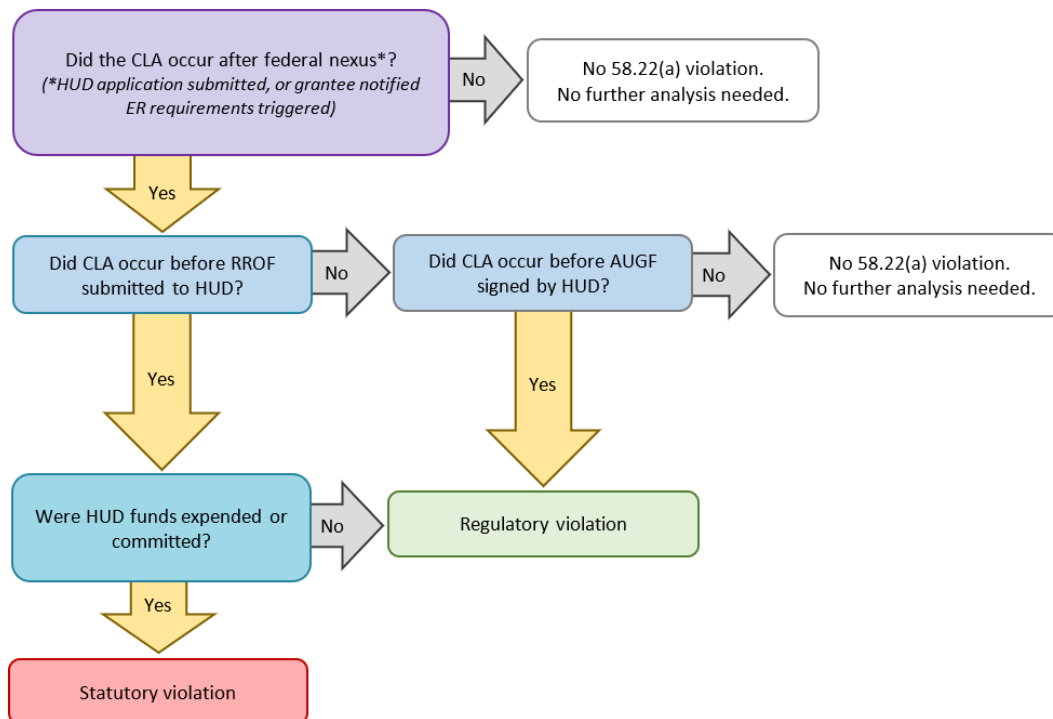 Did the CLA occur after federal nexus*?
(*HUD application submitted, or grantee notified
ER requirements triggered)
No
No 58.22(a) violation.
No further analysis needed.
Yes
Did CLA occur before RROF
submitted to HUD?
No
Did CLA occur before AUGF
signed by HUD?
No
No 58.22(a) violation.
No further analysis needed.
Yes
Yes
Were HUD funds expended or
committed?
No
Regulatory violation
Yes
Statutory violation